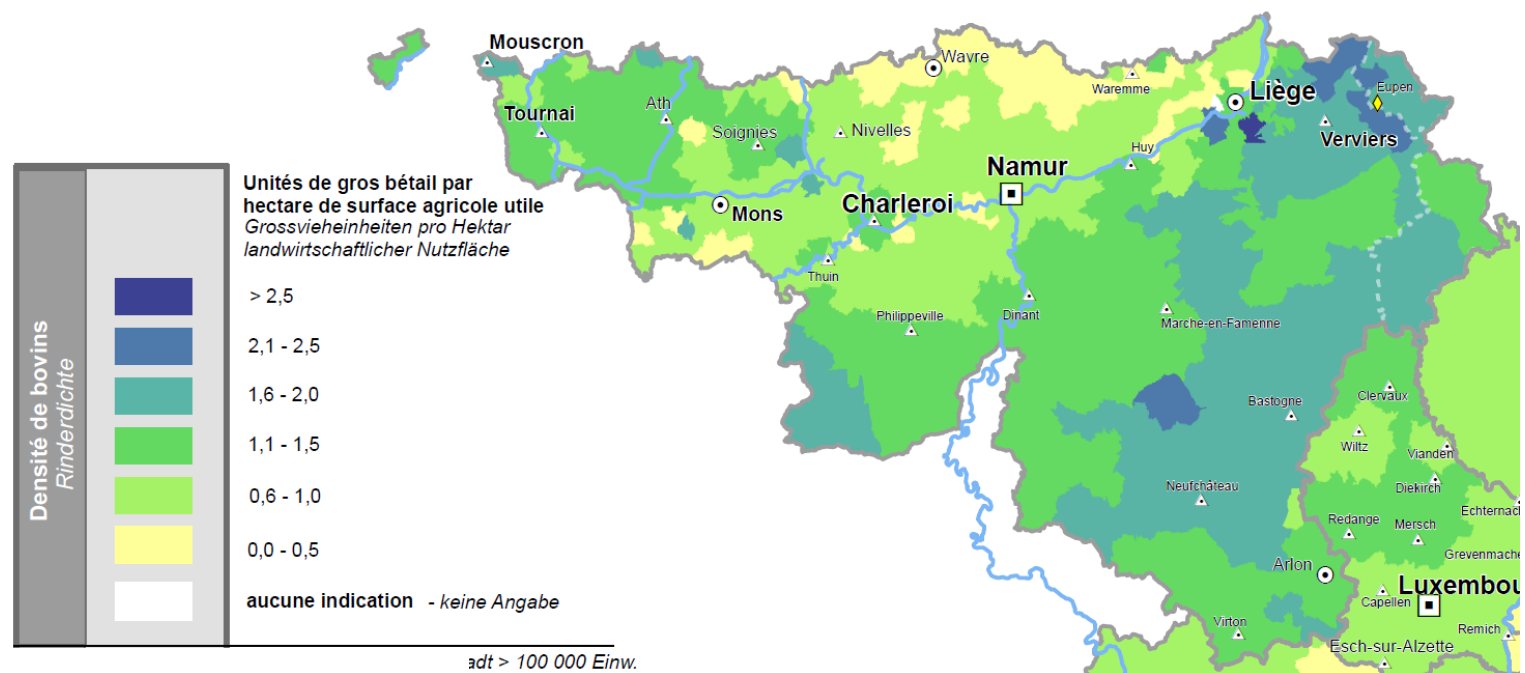 Mouscron
Wavre
Waremme
Liège
Eupen
Tournai
Ath
Soignies
Nivelles
Verviers
Huy
Namur
Mons
Charleroi
Thuin
Philippeville
Dinant
Marche-en-Famenne
Bastogne
Clervaux
Wiltz
Vianden
Diekirch
Neufchâteau
Echternach
Redange
Mersch
Grevenmache
Arlon
Luxembou
Capellen
Virton
Remich
Esch-sur-Alzette
Densité de bovins
Rinderdichte
Unités de gros bétail par
hectare de surface agricole utile
Grossvieheinheiten pro Hektar
landwirtschaftlicher Nutzfläche
> 2,5
2,1 - 2,5
1,6 - 2,0
1,1 - 1,5
0,6 - 1,0
0,0 - 0,5
aucune indication - keine Angabe
adt > 100 000 Einw.